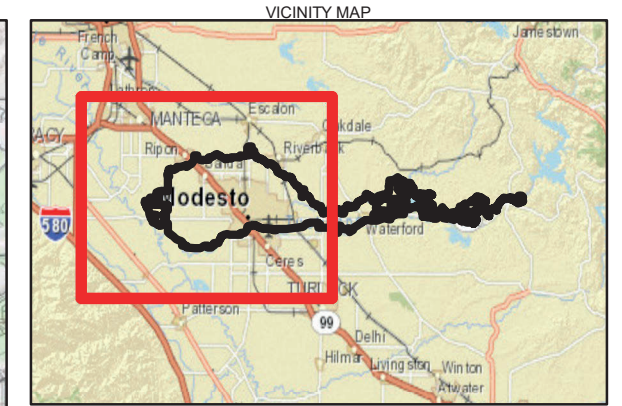 VICINITY MAP
French
Camp
Jamestown
Lathrop
Escalon
MANTECA
Oakdale
Ripon
Modesto
580
Waterford
Ceres
TURLOCK
Patterson
99
Delhi
Hilmar
Livingston
Winton
Atwater